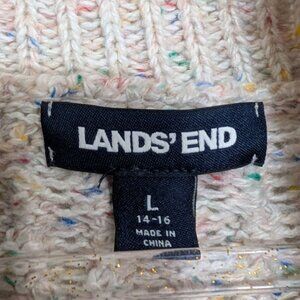 LANDS' END
L
14-16
MADE IN
CHINA